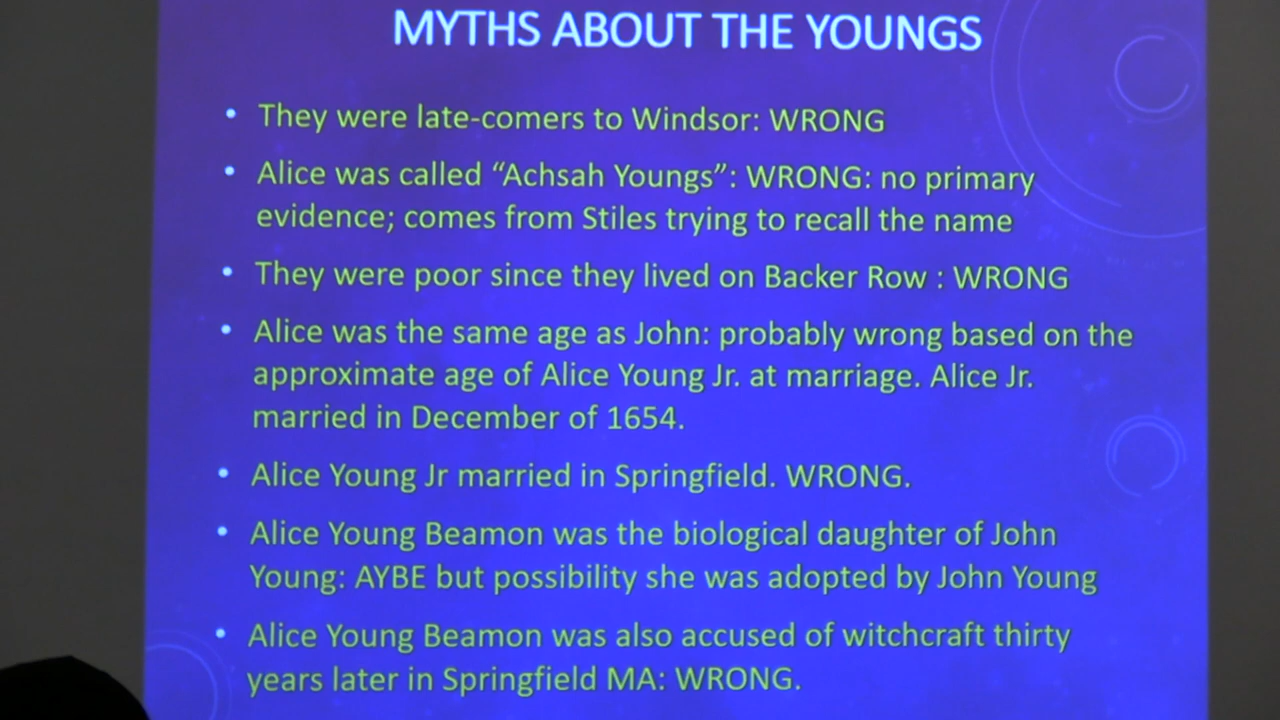 MYTHS ABOUT THE YOUNGS
• They were late-comers to Windsor: WRONG
• Alice was called “Achsah Youngs”: WRONG: no primary
evidence; comes from Stiles trying to recall the name
• They were poor since they lived on Backer Row : WRONG
• Alice was the same age as John: probably wrong based on the
approximate age of Alice Young Jr. at marriage. Alice Jr.
married in December of 1654.
• Alice Young Jr married in Springfield. WRONG.
• Alice Young Beamon was the biological daughter of John
Young: AYBE but possibility she was adopted by John Young
• Alice Young Beamon was also accused of witchcraft thirty
years later in Springfield MA: WRONG.